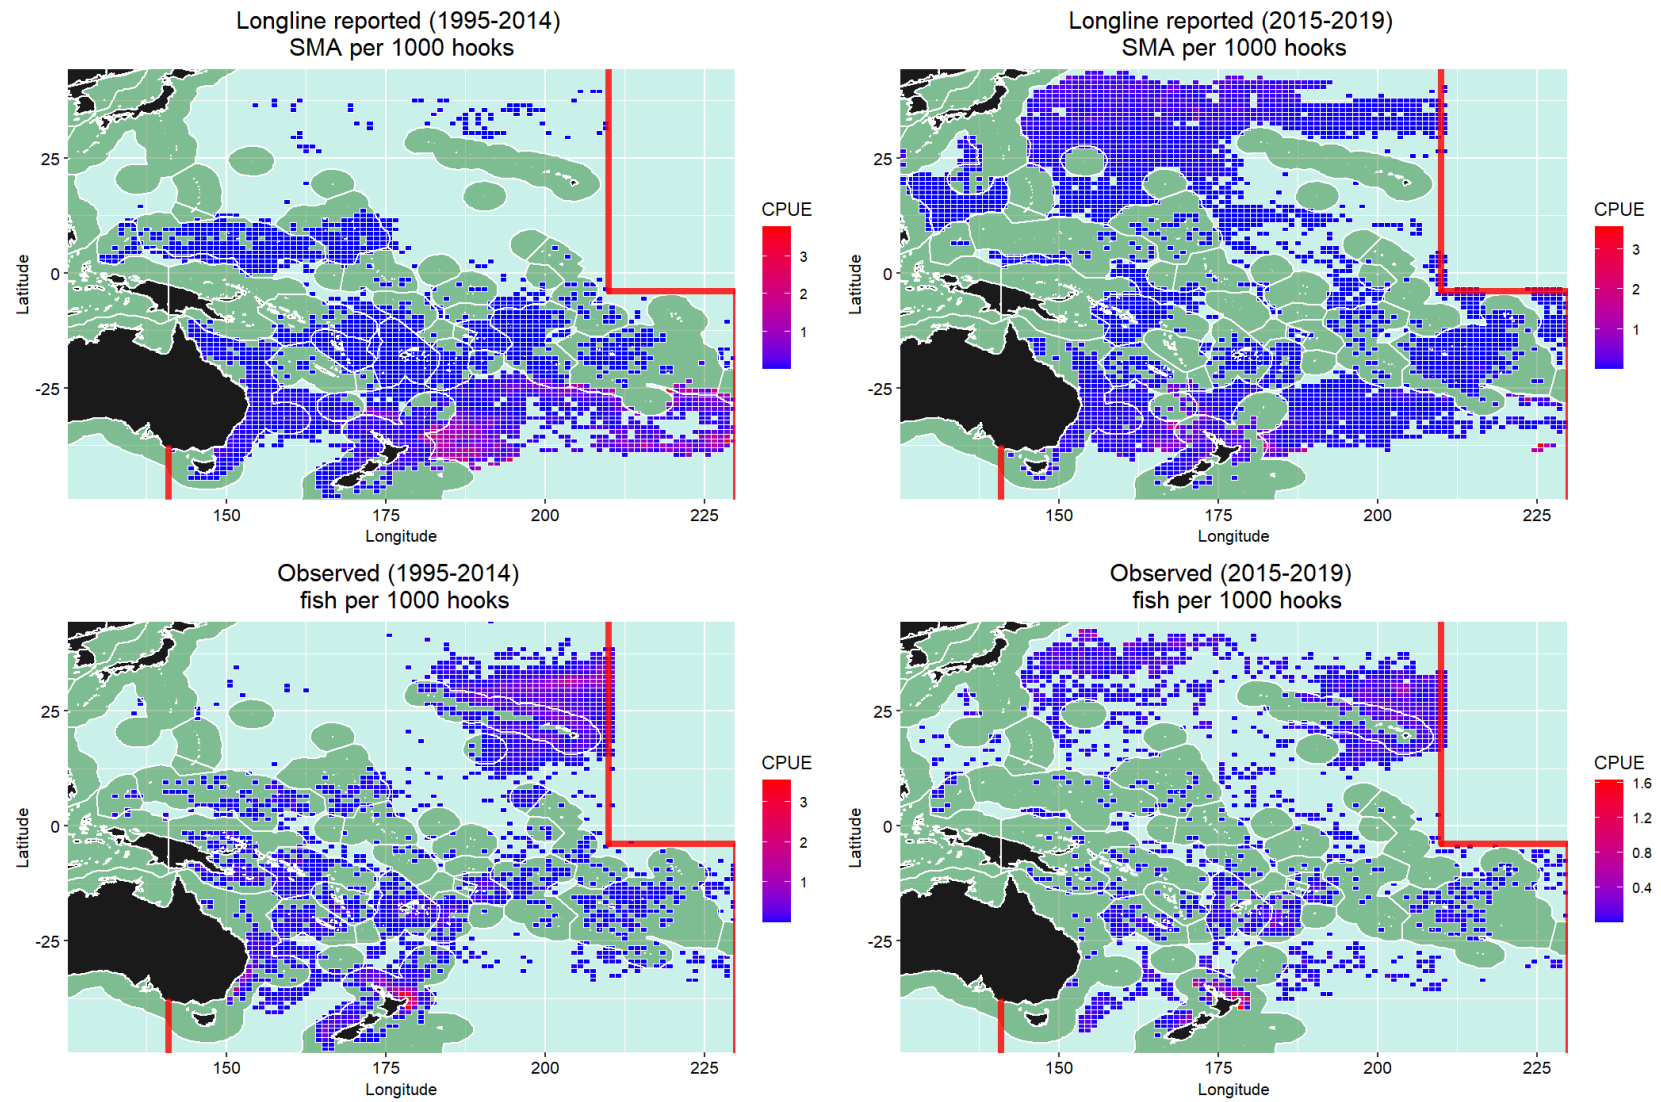 Longline reported (1995-2014)
SMA per 1000 hooks
25
0
-25
Latitude
150
175
200
225
Longitude
CPUE
3
2
1
Longline reported (2015-2019)
SMA per 1000 hooks
25
0
-25
Latitude
150
175
200
225
Longitude
CPUE
3
2
1
Observed (1995-2014)
fish per 1000 hooks
25
0
-25
Latitude
150
175
200
225
Longitude
CPUE
3
2
1
Observed (2015-2019)
fish per 1000 hooks
25
0
-25
Latitude
150
175
200
225
Longitude
CPUE
1.6
1.2
0.8
0.4